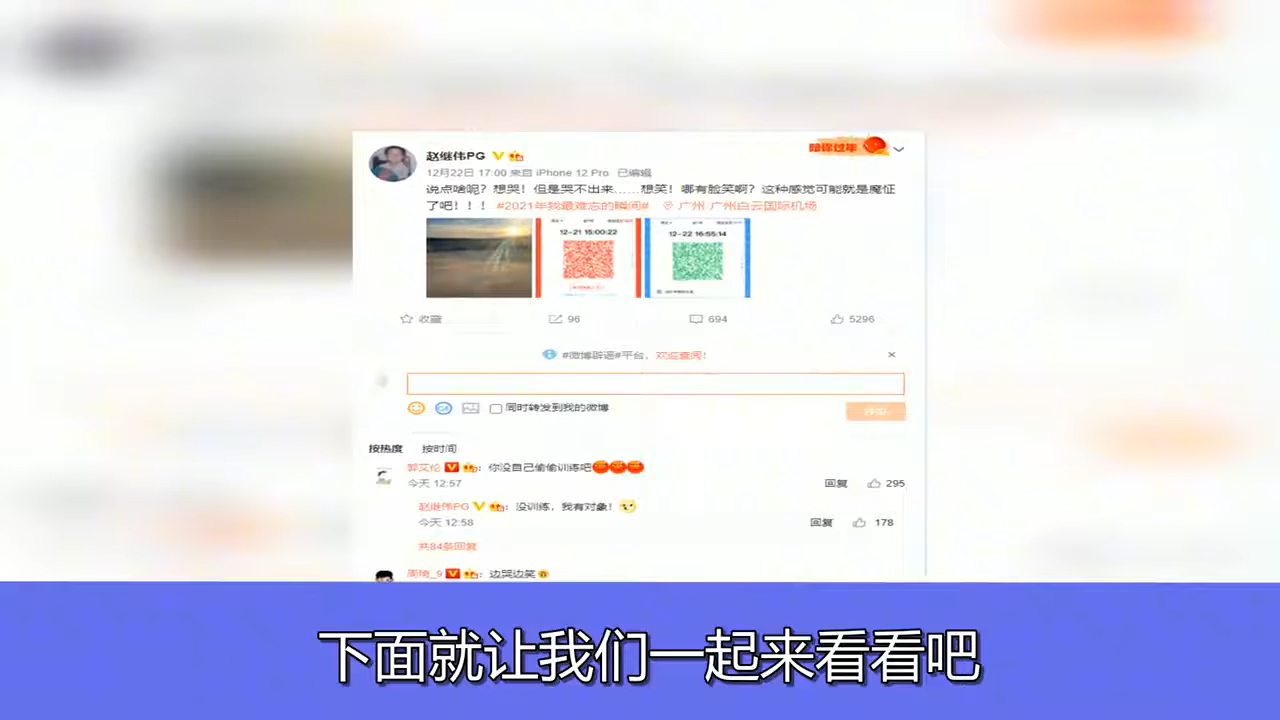 赵继伟PG
陪你过年
12月22日 17:00 来自 iPhone 12 Pro 已编辑
说点啥呢？想哭！但是哭不出来……想笑！哪有脸笑啊？这种感觉可能就是魔怔
了吧！！！ #2021年我最难忘的瞬间# 广州 广州白云国际机场
12-21 15:00:22
12-22 16:55:14
收藏 96 694 5296
#微博辟谣#平台，欢迎查阅！
同时转发到我的微博
评论
按热度 按时间
郭艾伦：你没自己偷偷训练吧
今天 12:57 回复 295
赵继伟PG：没训练，我有对象！
今天 12:58 回复 178
共84条回复
周琦_9：边哭边笑
下面就让我们一起来看看吧